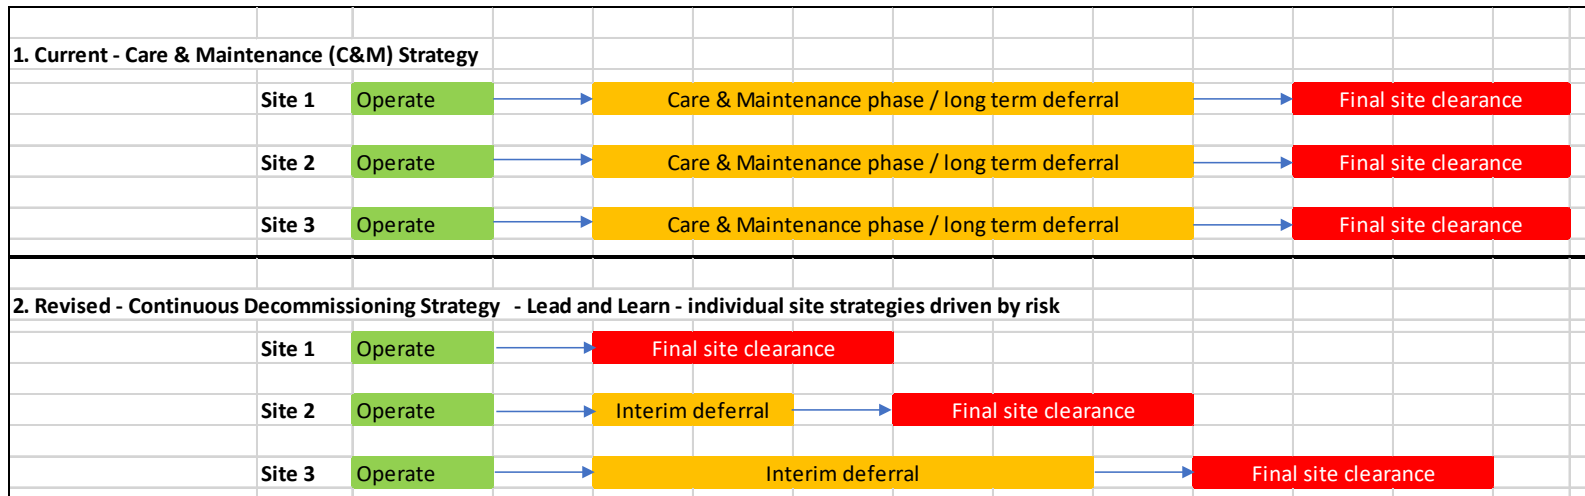 1. Current - Care & Maintenance (C&M) Strategy
Site 1 Operate Care & Maintenance phase / long term deferral Final site clearance
Site 2 Operate Care & Maintenance phase / long term deferral Final site clearance
Site 3 Operate Care & Maintenance phase / long term deferral Final site clearance
2. Revised - Continuous Decommissioning Strategy - Lead and Learn - individual site strategies driven by risk
Site 1 Operate Final site clearance
Site 2 Operate Interim deferral Final site clearance
Site 3 Operate Interim deferral Final site clearance